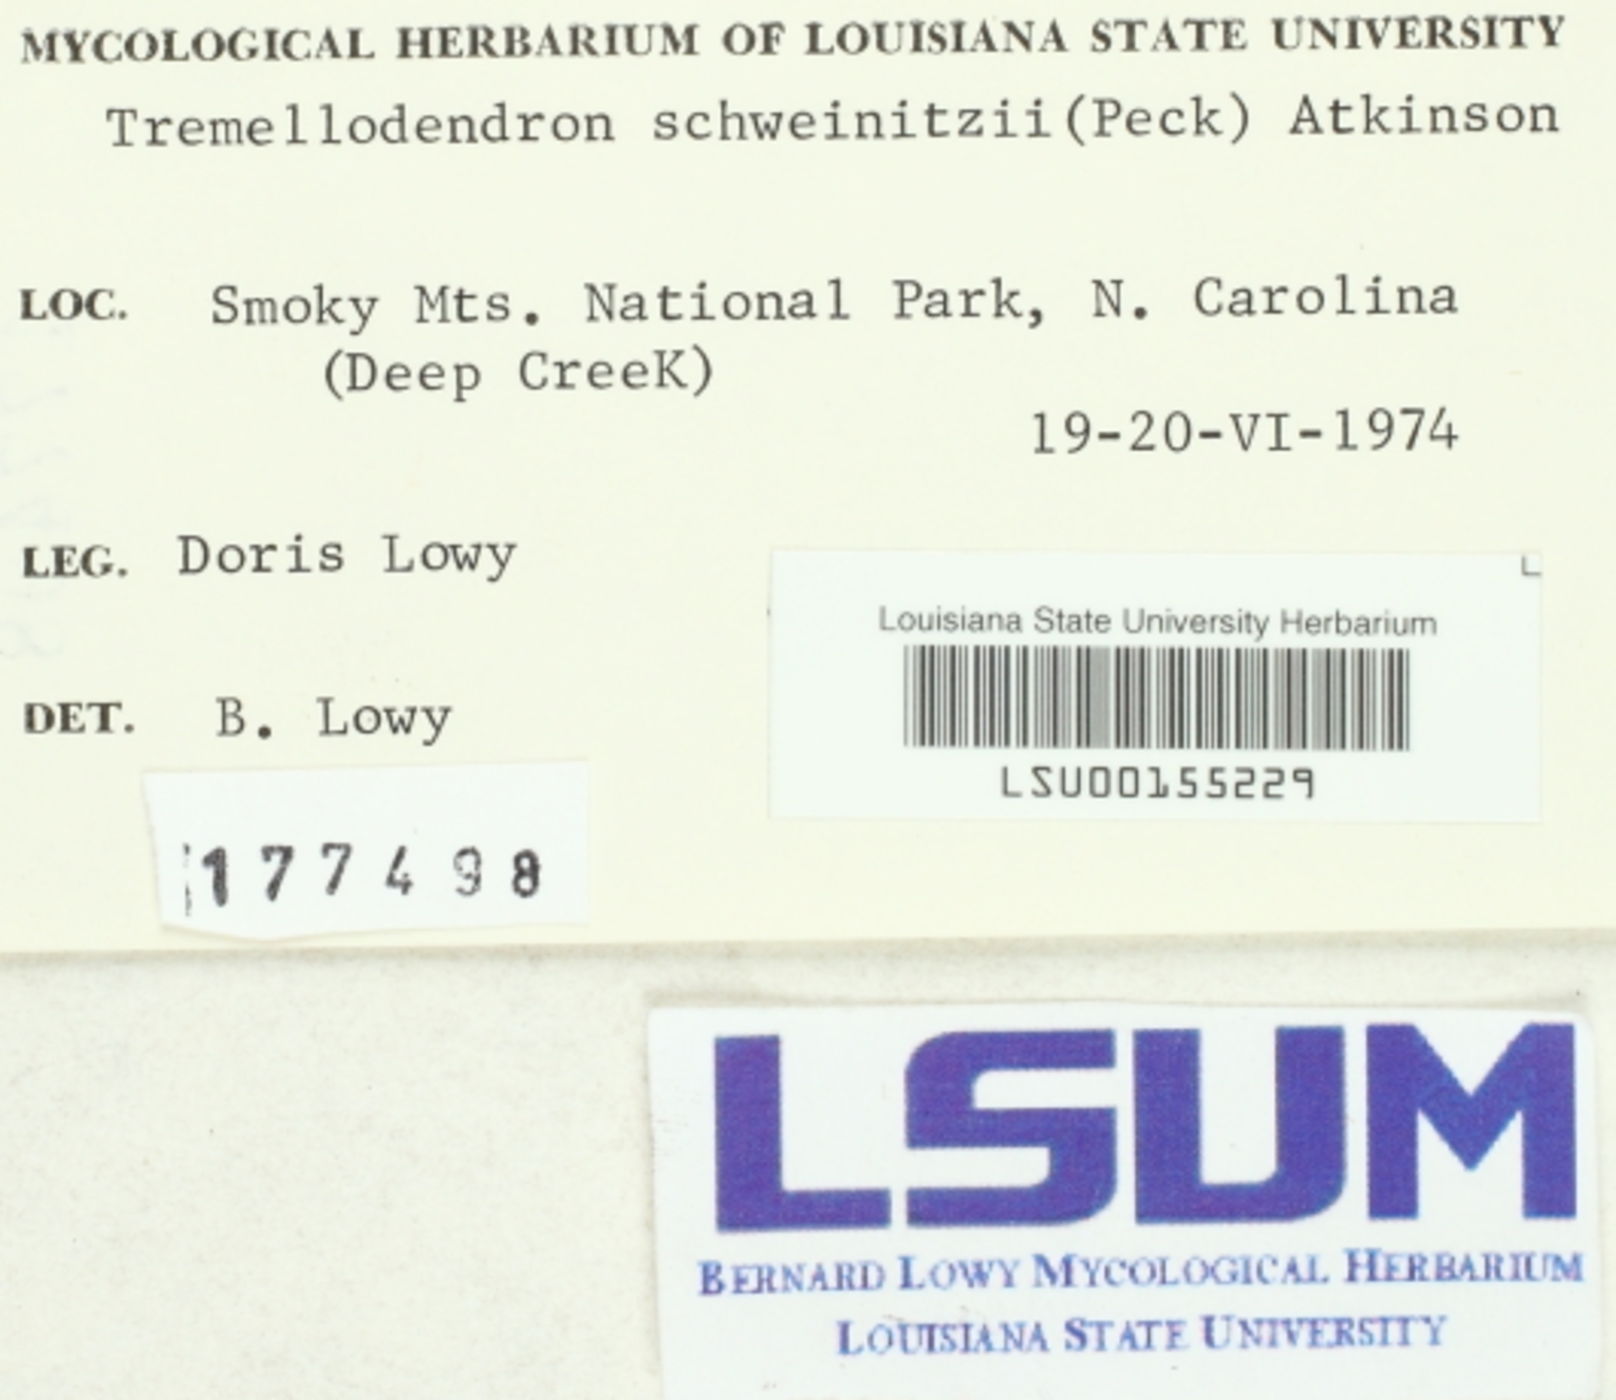 MYCOLOGICAL HERBARIUM OF LOUISIANA STATE UNIVERSITY
Tremellodendron schweinitzii(Peck) Atkinson
LOC. Smoky Mts. National Park, N. Carolina
(Deep CreeK)
19-20-VI-1974
LEG. Doris Lowy
Louisiana State University Herbarium
LSU00155229
DET. B. Lowy
177498
LSUM
BERNARD LOWY MYCOLOGICAL HERBARIUM
LOUISIANA STATE UNIVERSITY